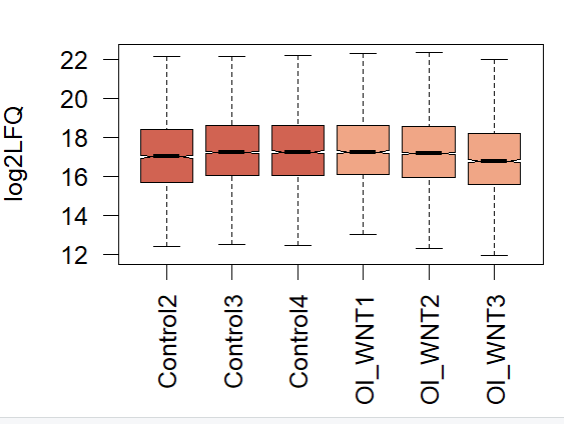 log2LFQ
22
20
18
16
14
12
Control2
Control3
Control4
OI_WNT1
OI_WNT2
OI_WNT3